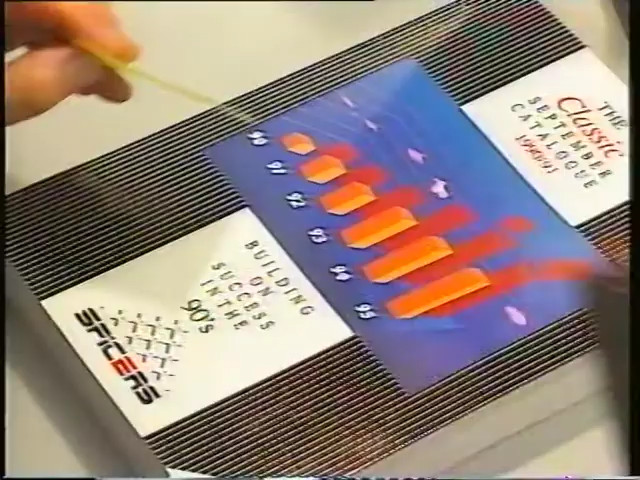 THE
Classic
SEPTEMBER
CATALOGUE
1990/91
90
91
92
93
94
95
BUILDING
ON
SUCCESS
IN THE
90's
SPICERS